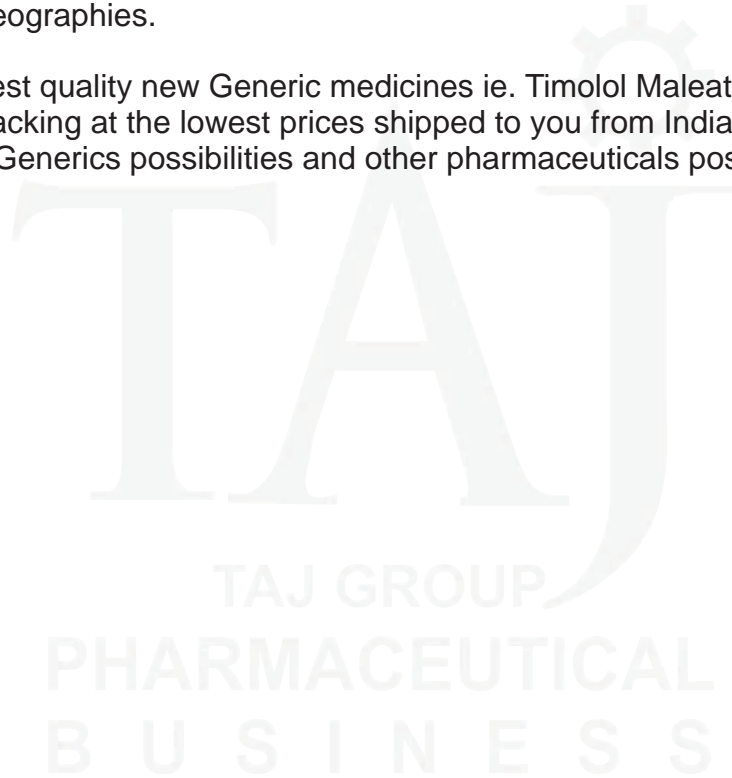 eographies.
est quality new Generic medicines ie. Timolol Maleat
acking at the lowest prices shipped to you from India
Generics possibilities and other pharmaceuticals pos
TAJ
TAJ GROUP
PHARMACEUTICAL
BUSINESS